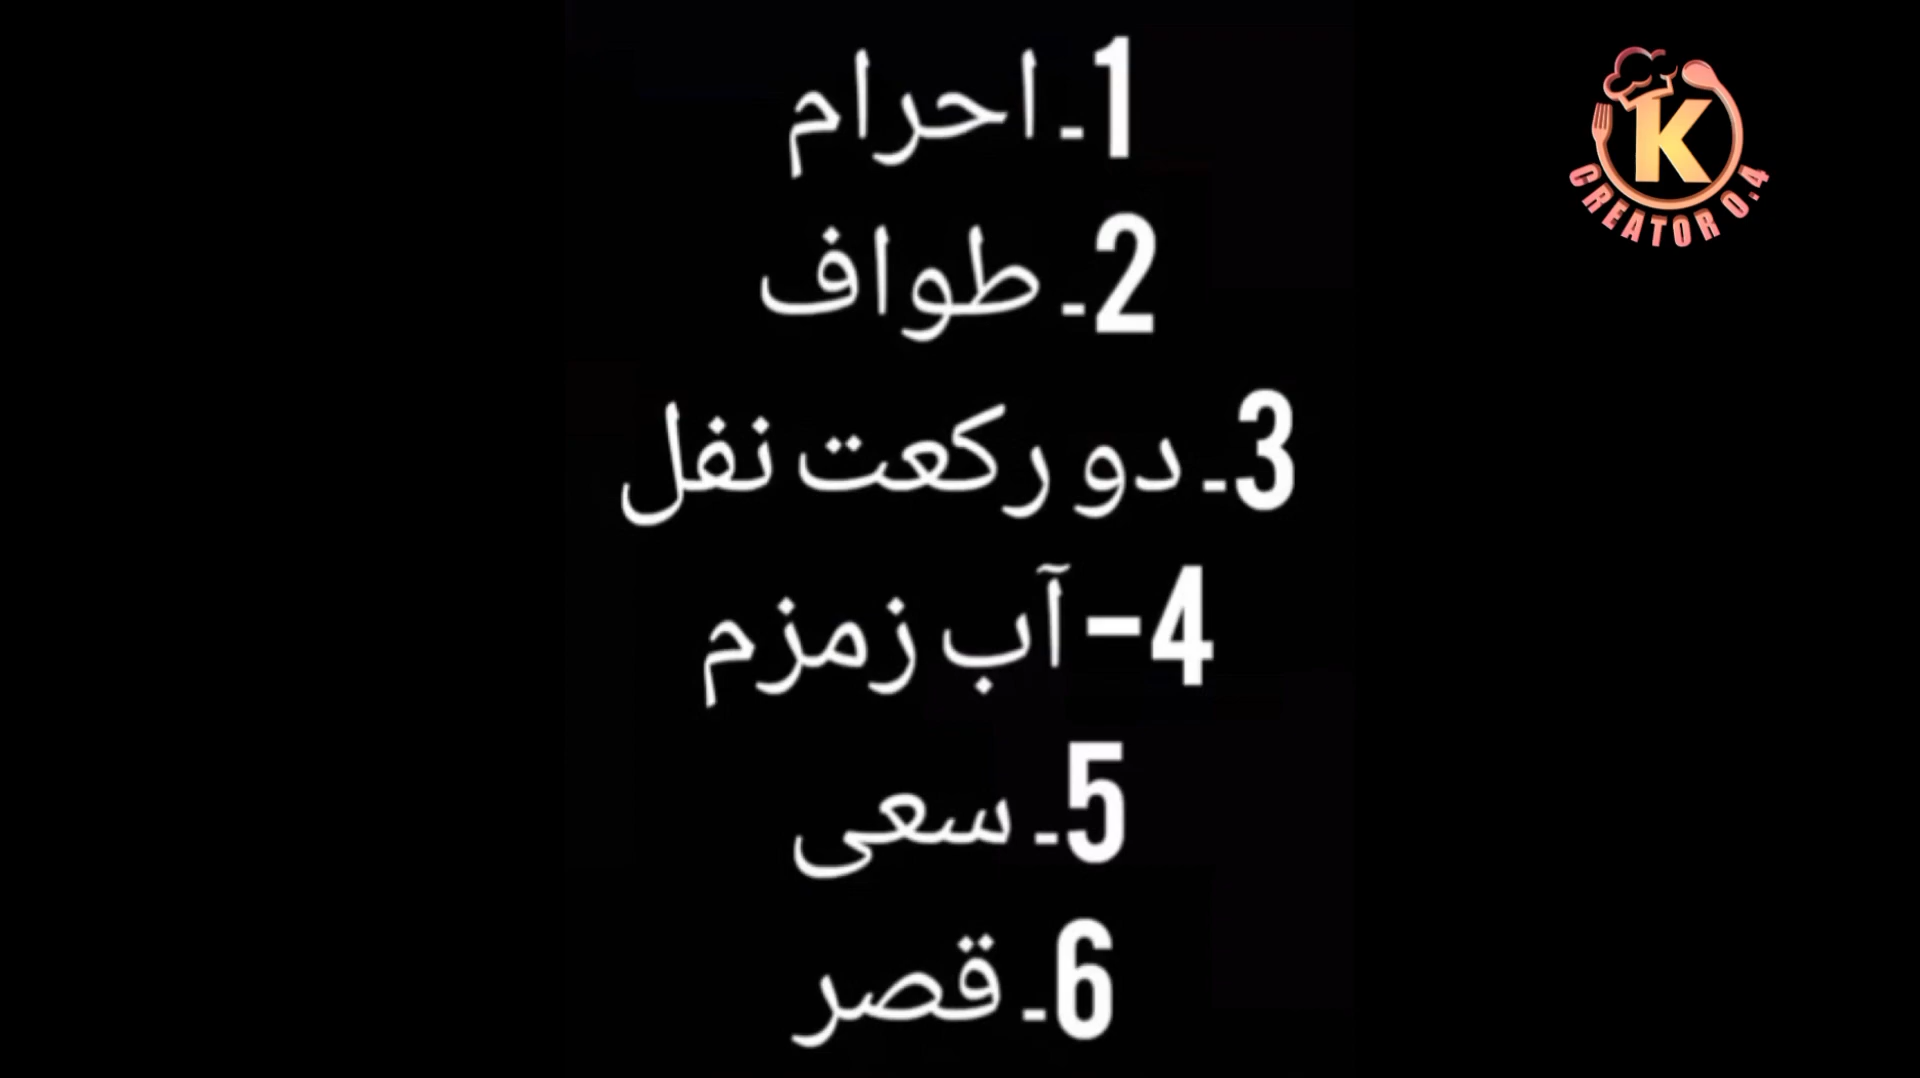 1۔ احرام
2۔ طواف
3۔ دو رکعت نفل
4– آب زمزم
5۔ سعی
6۔ قصر
K
CREATOR 0.4